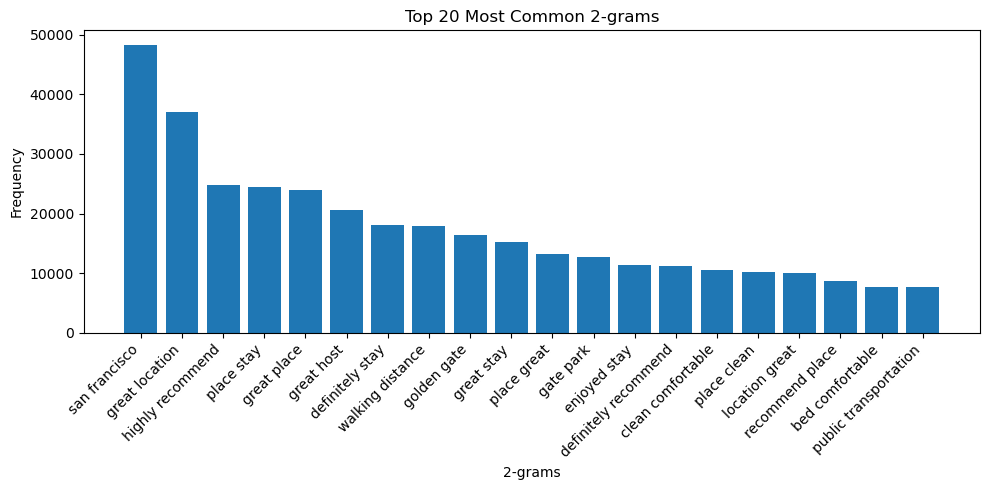 Top 20 Most Common 2-grams
Frequency
50000
40000
30000
20000
10000
0
san francisco
great location
highly recommend
place stay
great place
great host
definitely stay
walking distance
golden gate
great stay
place great
gate park
enjoyed stay
definitely recommend
clean comfortable
place clean
location great
recommend place
bed comfortable
public transportation
2-grams